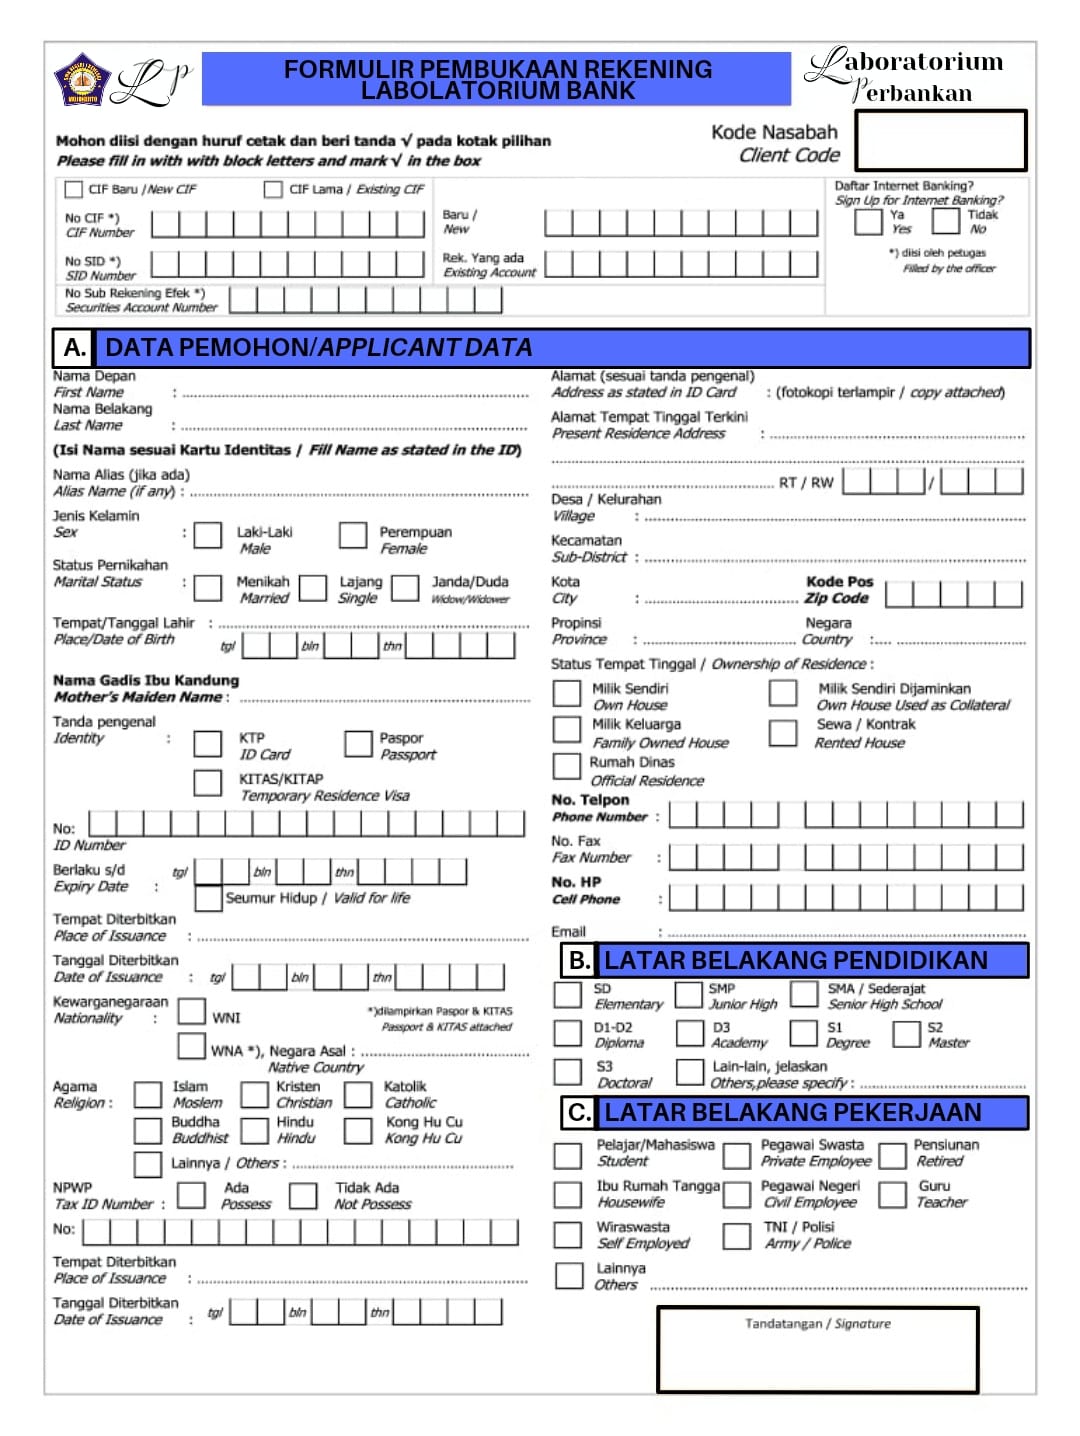 Lp
FORMULIR PEMBUKAAN REKENING
LABOLATORIUM BANK
Laboratorium
Perbankan
Mohon diisi dengan huruf cetak dan beri tanda √ pada kotak pilihan
Please fill in with with block letters and mark √ in the box
Kode Nasabah
Client Code
CIF Baru /New CIF
CIF Lama / Existing CIF
No CIF *)
CIF Number
No SID *)
SID Number
No Sub Rekening Efek *)
Securities Account Number
Baru /
New
Rek. Yang ada
Existing Account
Daftar Internet Banking?
Sign Up for Internet Banking?
Ya
Yes
Tidak
No
*) diisi oleh petugas
Filled by the officer
A. DATA PEMOHON/APPLICANT DATA
Nama Depan
First Name :
Nama Belakang
Last Name :
(Isi Nama sesuai Kartu Identitas / Fill Name as stated in the ID)
Nama Alias (jika ada)
Alias Name (if any) :
Jenis Kelamin
Sex :
Laki-Laki
Male
Perempuan
Female
Status Pernikahan
Marital Status :
Menikah
Married
Lajang
Single
Janda/Duda
Widow/Widower
Tempat/Tanggal Lahir :
Place/Date of Birth
tgl bln thn
Nama Gadis Ibu Kandung
Mother's Maiden Name :
Tanda pengenal
Identity :
KTP
ID Card
Paspor
Passport
KITAS/KITAP
Temporary Residence Visa
No:
ID Number
Berlaku s/d
Expiry Date :
tgl bln thn
Seumur Hidup / Valid for life
Tempat Diterbitkan
Place of Issuance :
Tanggal Diterbitkan
Date of Issuance : tgl bln thn
Kewarganegaraan
Nationality :
WNI
*)dilampirkan Paspor & KITAS
Passport & KITAS attached
WNA *), Negara Asal :
Native Country
Agama
Religion :
Islam
Moslem
Kristen
Christian
Katolik
Catholic
Buddha
Buddhist
Hindu
Hindu
Kong Hu Cu
Kong Hu Cu
Lainnya / Others :
NPWP
Tax ID Number :
Ada
Possess
Tidak Ada
Not Possess
No:
Tempat Diterbitkan
Place of Issuance :
Tanggal Diterbitkan
Date of Issuance : tgl bln thn
Alamat (sesuai tanda pengenal)
Address as stated in ID Card : (fotokopi terlampir / copy attached)
Alamat Tempat Tinggal Terkini
Present Residence Address :
RT / RW /
Desa / Kelurahan
Village :
Kecamatan
Sub-District :
Kota
City :
Kode Pos
Zip Code
Propinsi
Province :
Negara
Country :
Status Tempat Tinggal / Ownership of Residence :
Milik Sendiri
Own House
Milik Sendiri Dijaminkan
Own House Used as Collateral
Milik Keluarga
Family Owned House
Sewa / Kontrak
Rented House
Rumah Dinas
Official Residence
No. Telpon
Phone Number :
No. Fax
Fax Number :
No. HP
Cell Phone :
Email :
B. LATAR BELAKANG PENDIDIKAN
SD
Elementary
SMP
Junior High
SMA / Sederajat
Senior High School
D1-D2
Diploma
D3
Academy
S1
Degree
S2
Master
S3
Doctoral
Lain-lain, jelaskan
Others,please specify :
C. LATAR BELAKANG PEKERJAAN
Pelajar/Mahasiswa
Student
Pegawai Swasta
Private Employee
Pensiunan
Retired
Ibu Rumah Tangga
Housewife
Pegawai Negeri
Civil Employee
Guru
Teacher
Wiraswasta
Self Employed
TNI / Polisi
Army / Police
Lainnya
Others
Tandatangan / Signature